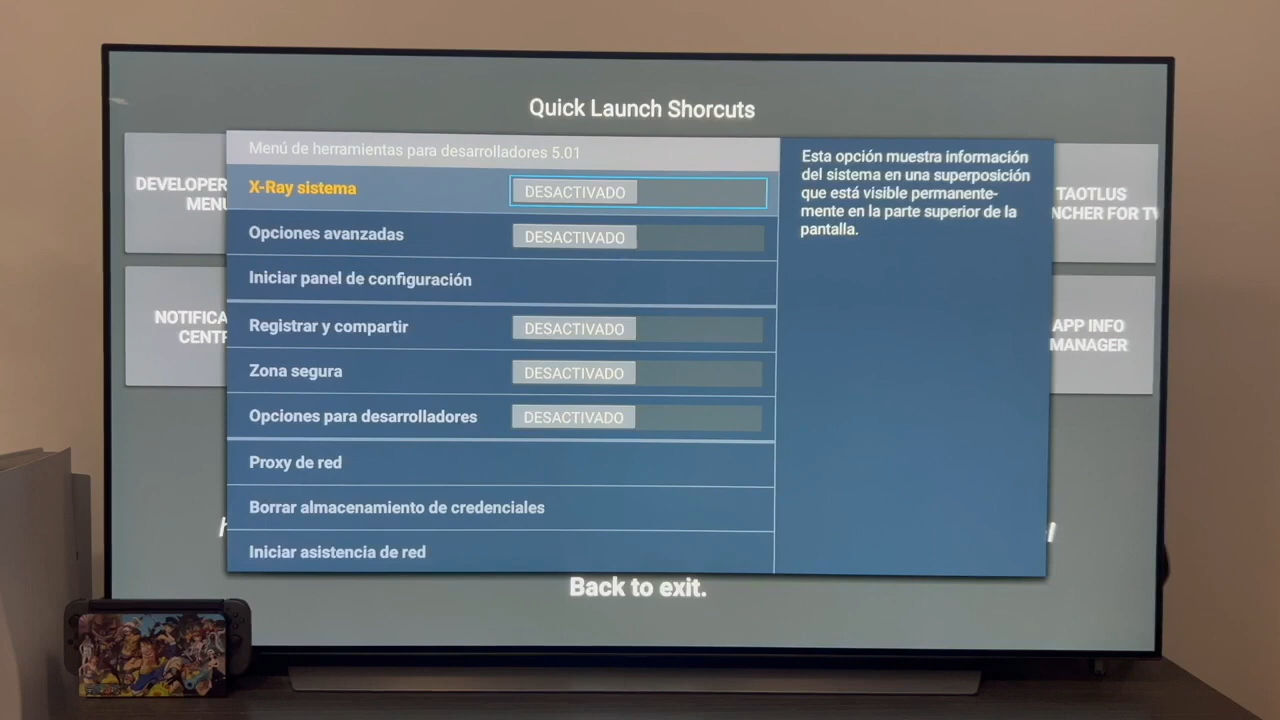 Quick Launch Shorcuts
DEVELOPER
MENU
Menú de herramientas para desarrolladores 5.01
X-Ray sistema
DESACTIVADO
Opciones avanzadas
DESACTIVADO
Iniciar panel de configuración
Registrar y compartir
DESACTIVADO
Zona segura
DESACTIVADO
Opciones para desarrolladores
DESACTIVADO
Proxy de red
Borrar almacenamiento de credenciales
Iniciar asistencia de red
Esta opción muestra información
del sistema en una superposición
que está visible permanente-
mente en la parte superior de la
pantalla.
TAOTLUS
NCHER FOR TV
NOTIFICA
CENTR
APP INFO
MANAGER
Back to exit.